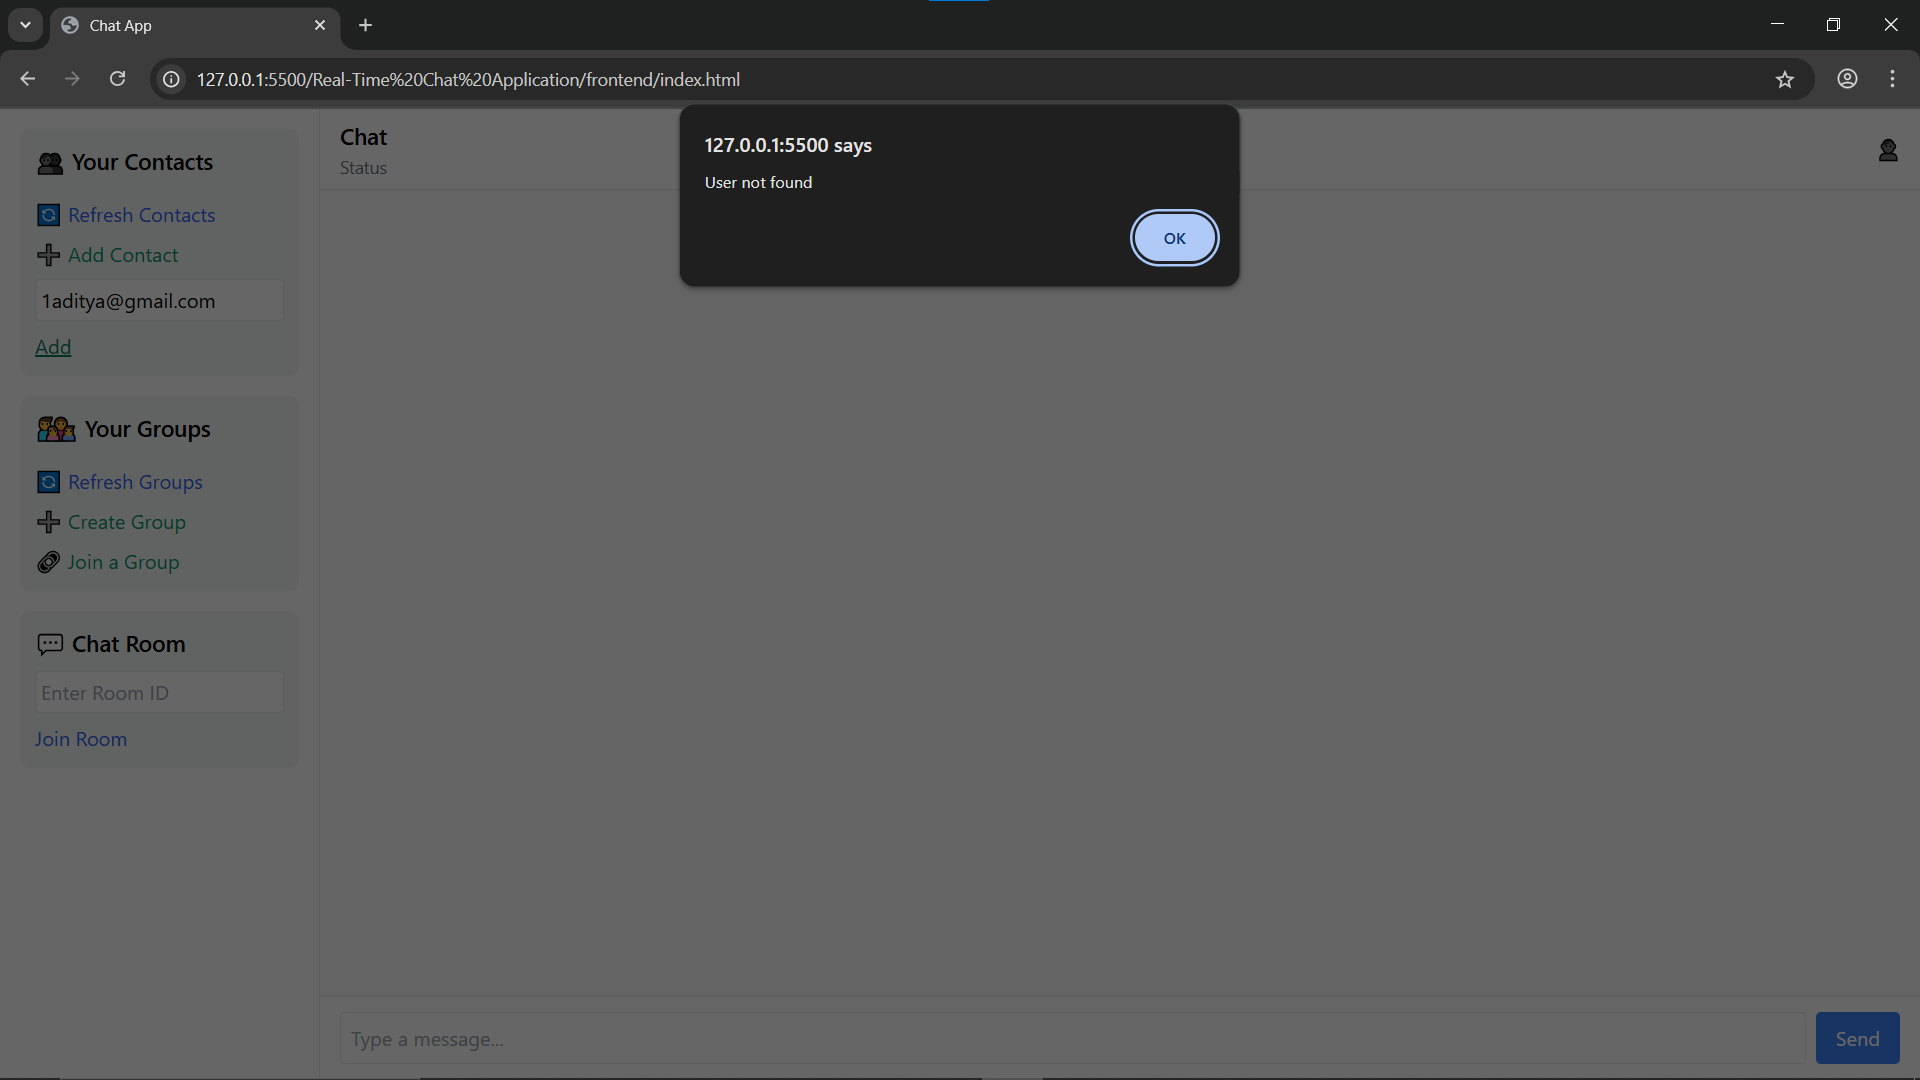 Chat App
127.0.0.1:5500/Real-Time%20Chat%20Application/frontend/index.html
127.0.0.1:5500 says
User not found
OK
Your Contacts
Refresh Contacts
Add Contact
1aditya@gmail.com
Add
Your Groups
Refresh Groups
Create Group
Join a Group
Chat Room
Enter Room ID
Join Room
Chat
Status
Type a message...
Send